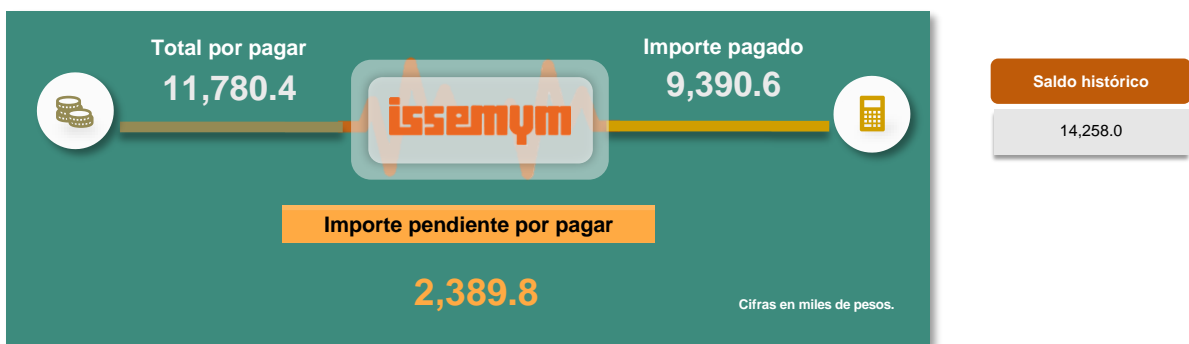 Total por pagar
11,780.4
issemym
Importe pagado
9,390.6
Importe pendiente por pagar
2,389.8
Cifras en miles de pesos.
Saldo histórico
14,258.0